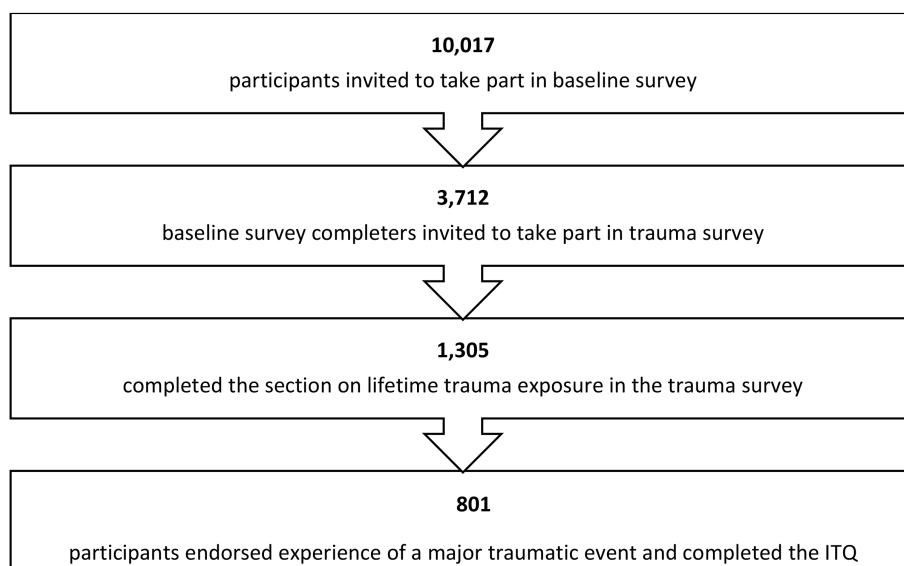 10,017
participants invited to take part in baseline survey
3,712
baseline survey completers invited to take part in trauma survey
1,305
completed the section on lifetime trauma exposure in the trauma survey
801
participants endorsed experience of a major traumatic event and completed the ITQ